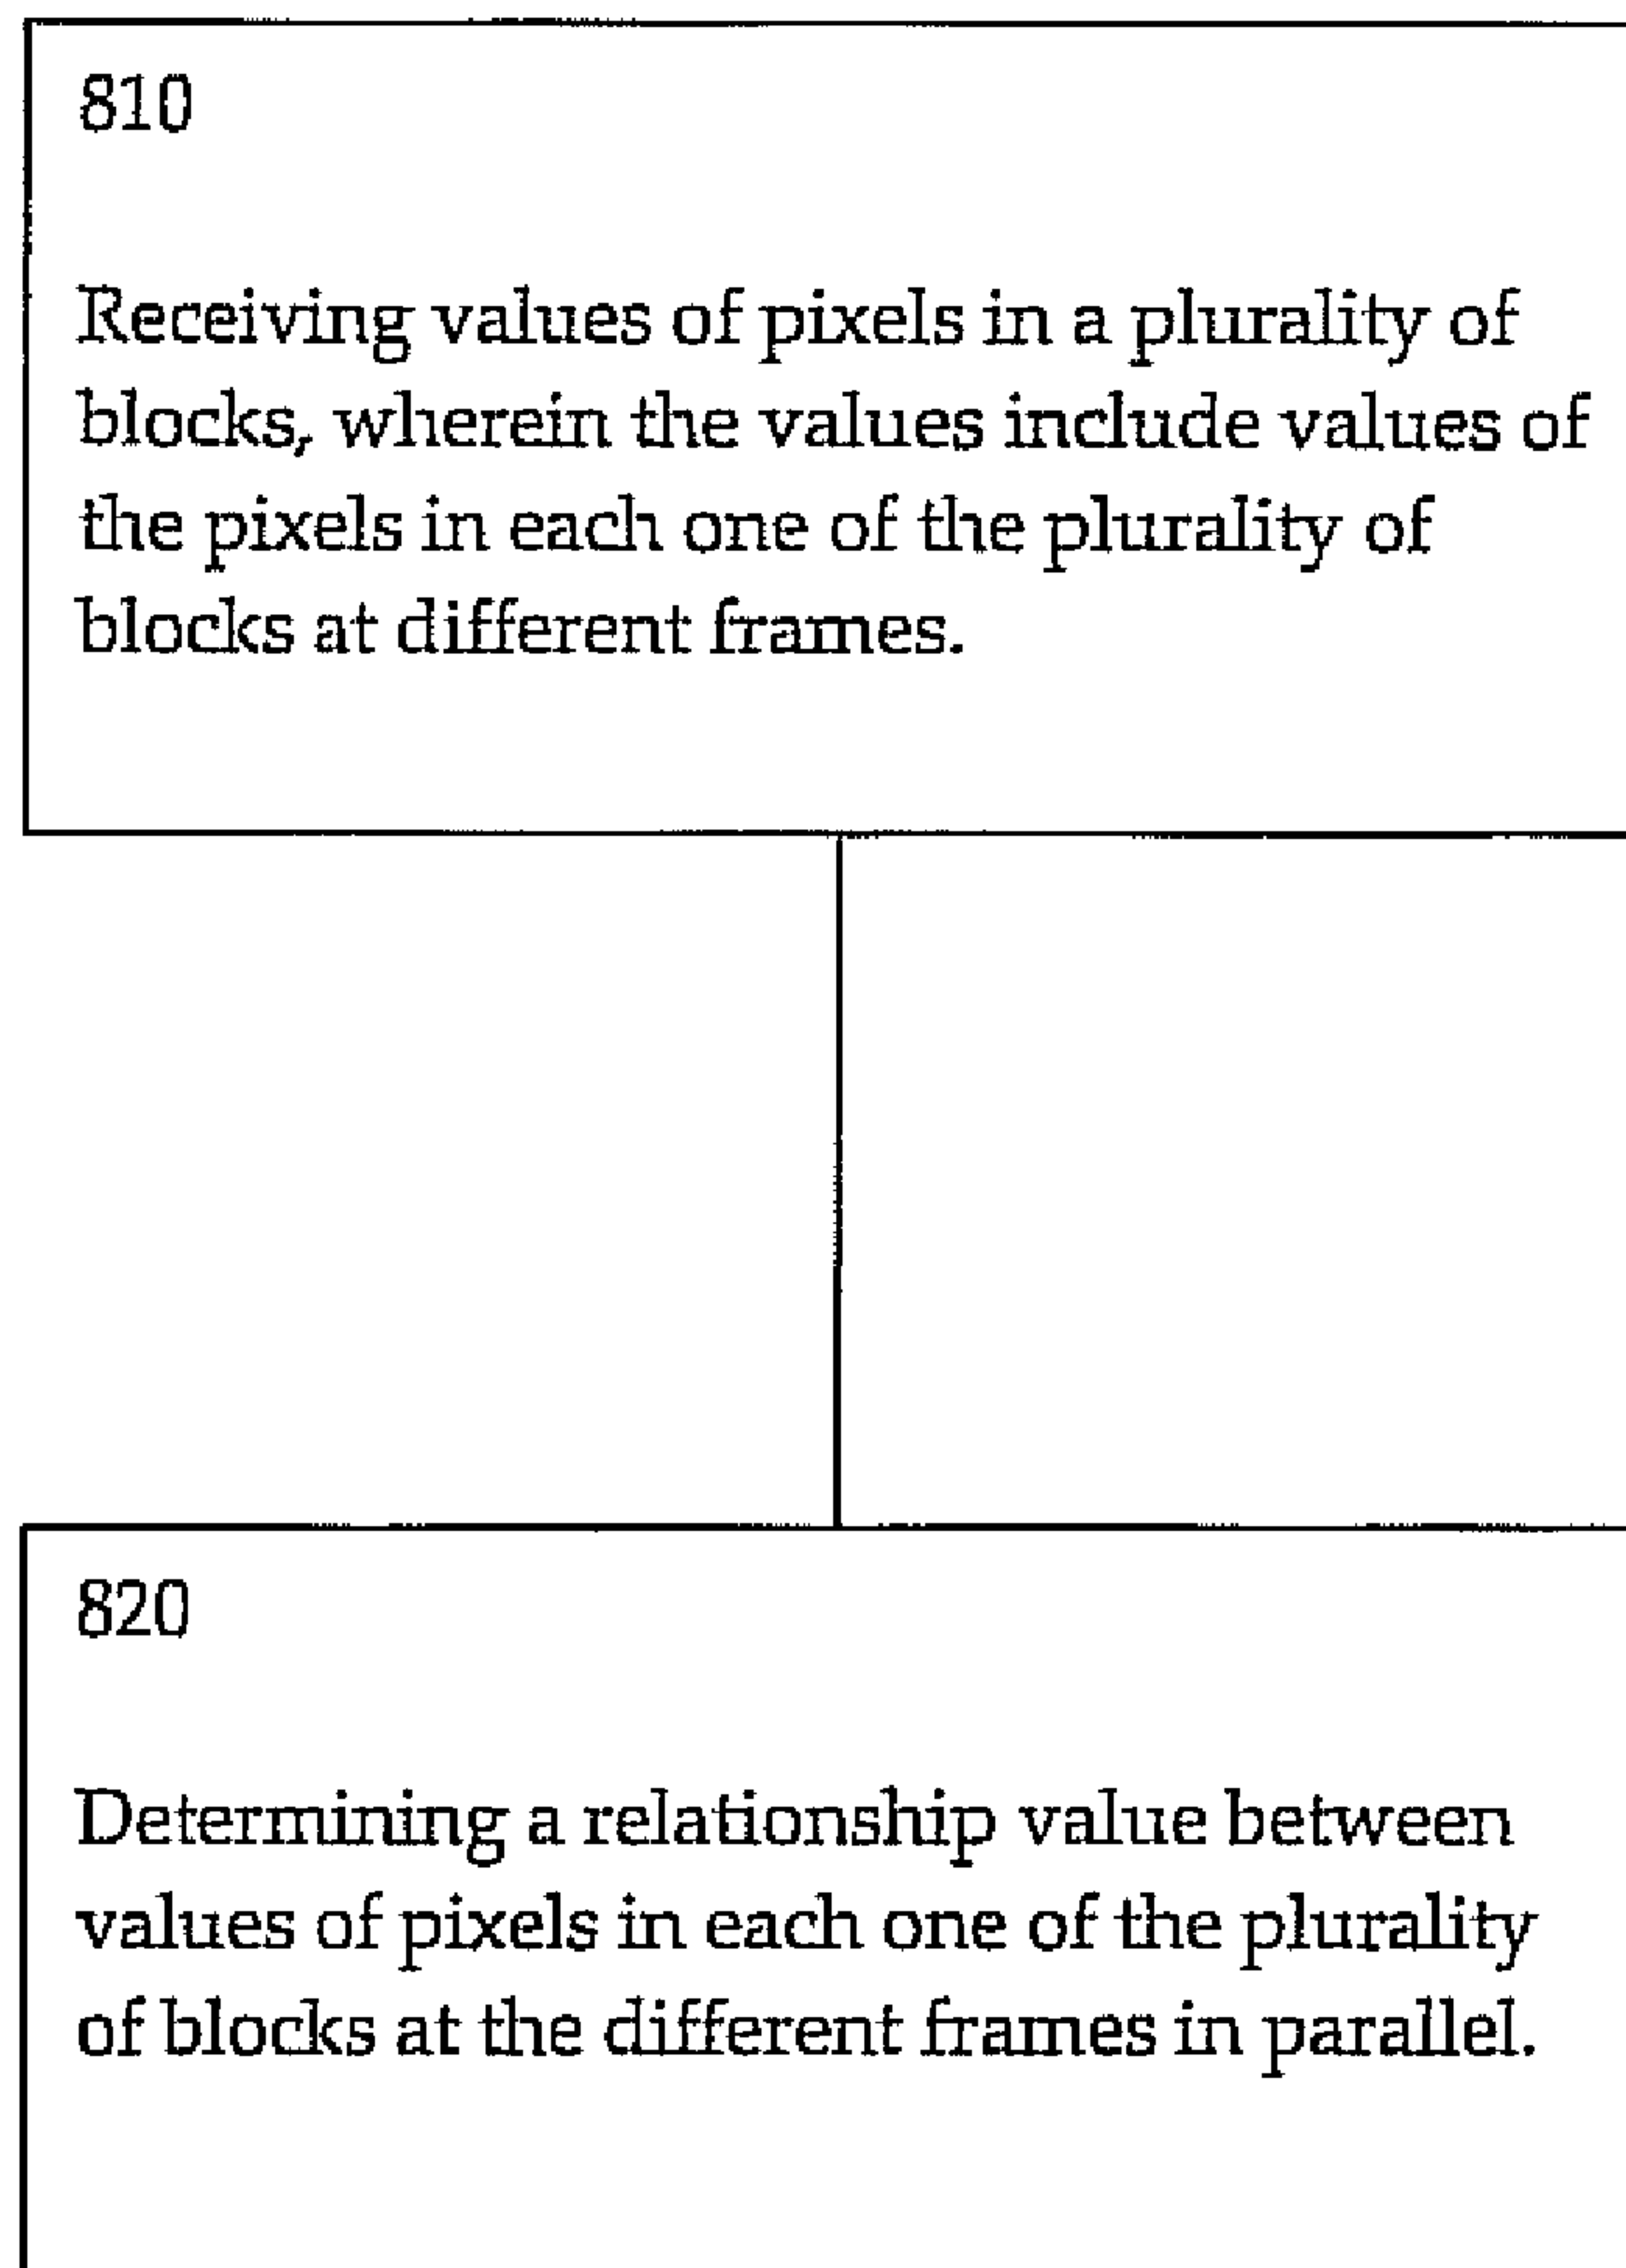 810
Receiving values of pixels in a plurality of
blocks, wherein the values include values of
the pixels in each one of the plurality of
blocks at different frames.
820
Determining a relationship value between
values of pixels in each one of the plurality
of blocks at the different frames in parallel.